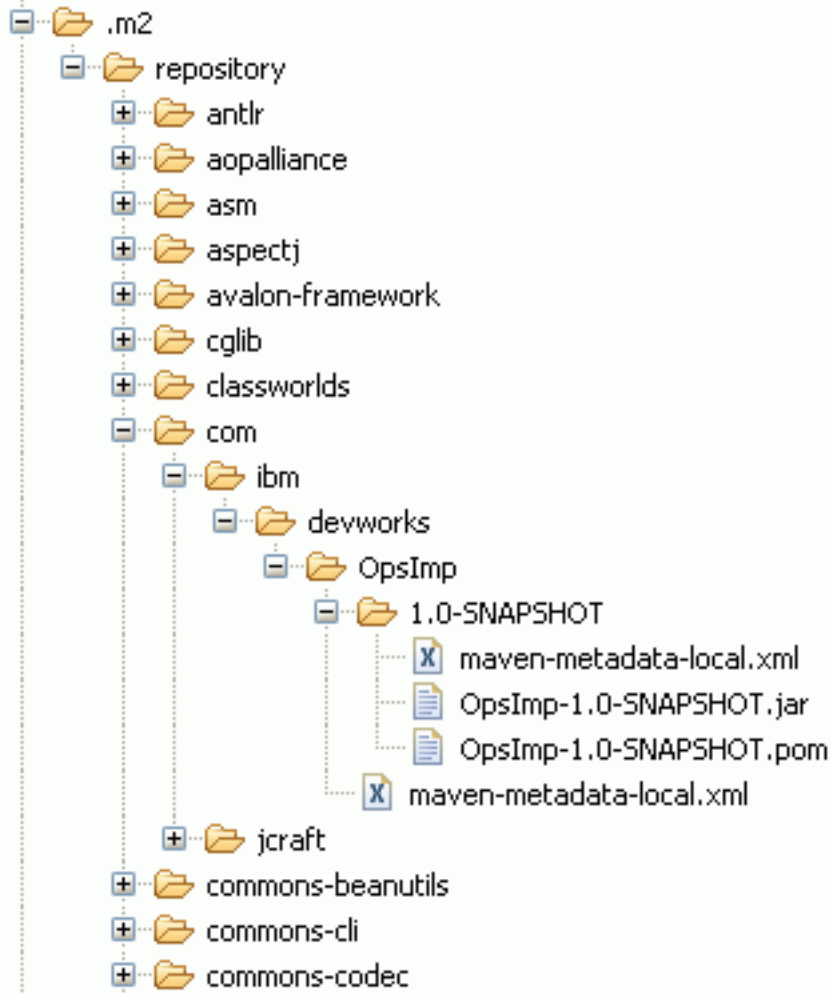 .m2
repository
antlr
aopalliance
asm
aspectj
avalon-framework
cglib
classworlds
com
ibm
devworks
OpsImp
1.0-SNAPSHOT
maven-metadata-local.xml
OpsImp-1.0-SNAPSHOT.jar
OpsImp-1.0-SNAPSHOT.pom
maven-metadata-local.xml
jcraft
commons-beanutils
commons-cli
commons-codec